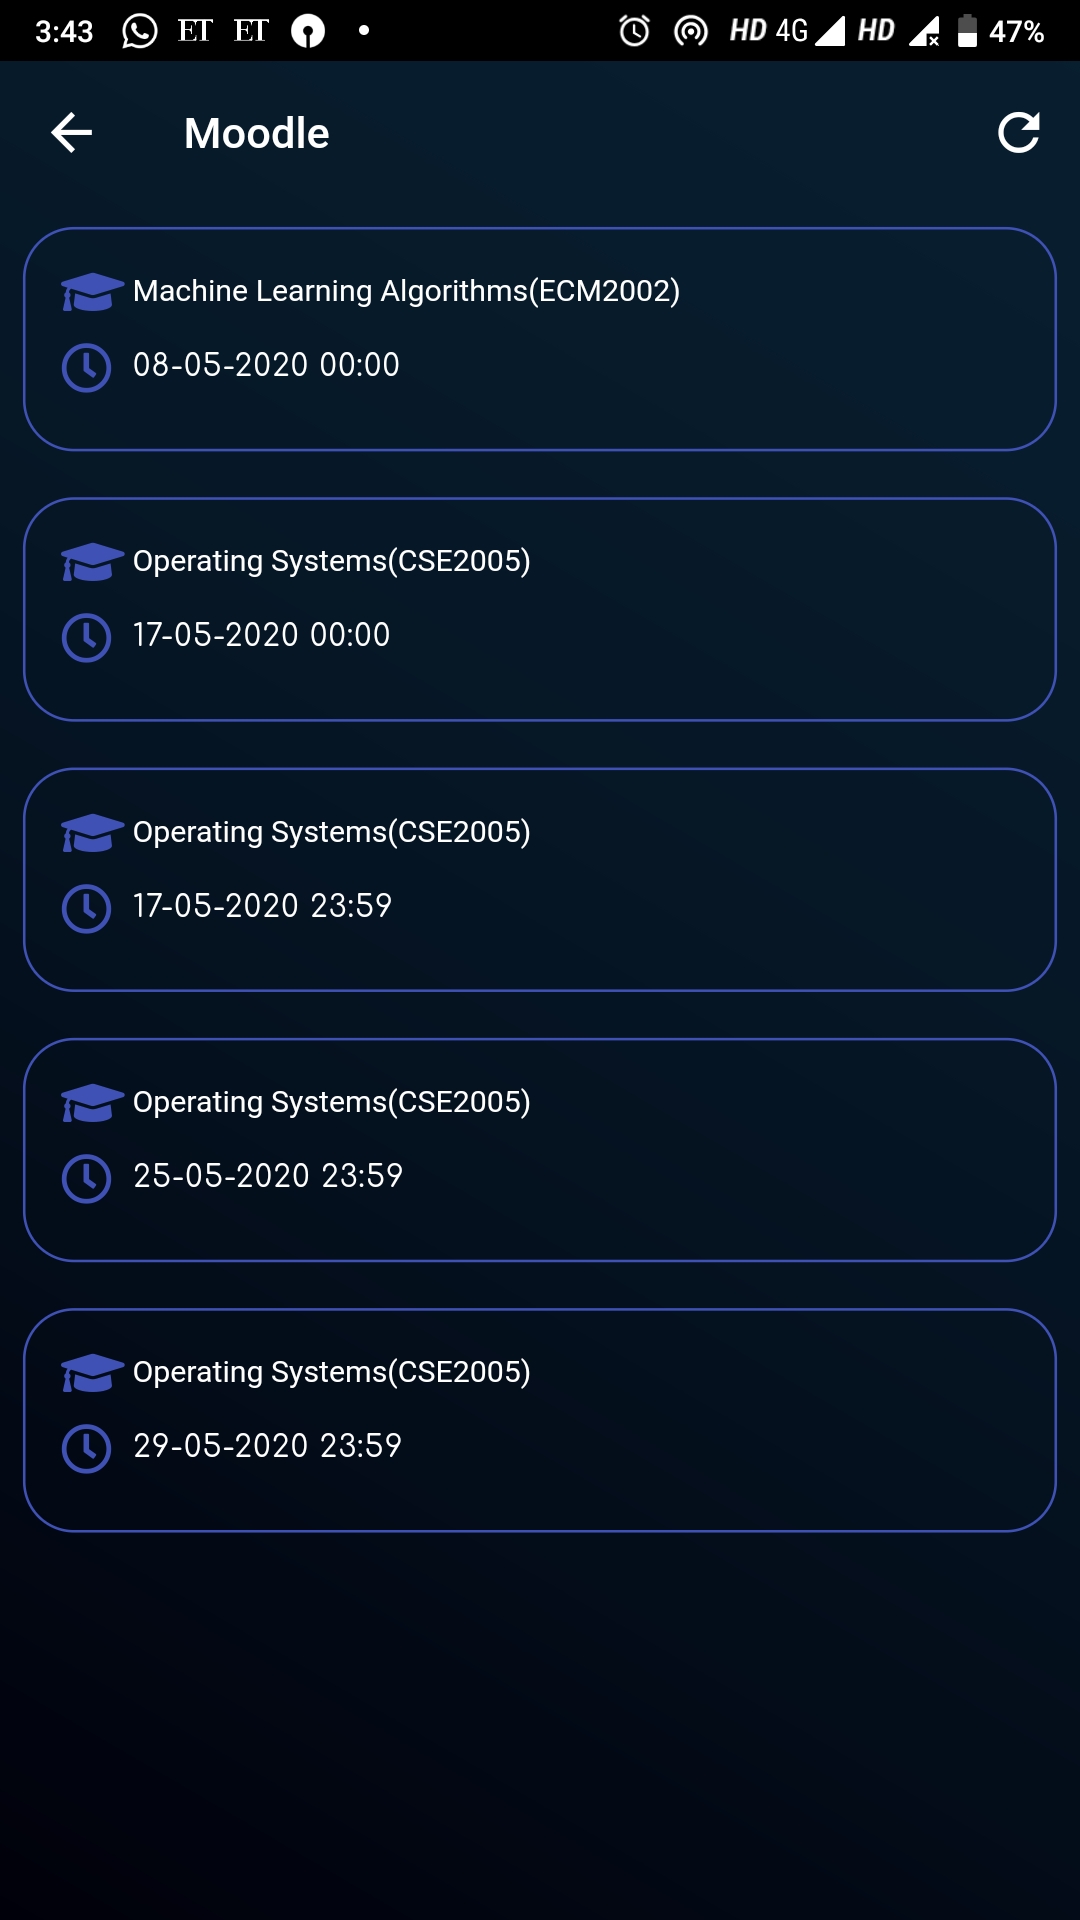 3:43 ET ET HD 4G HD 47%
Moodle
Machine Learning Algorithms(ECM2002)
08-05-2020 00:00
Operating Systems(CSE2005)
17-05-2020 00:00
Operating Systems(CSE2005)
17-05-2020 23:59
Operating Systems(CSE2005)
25-05-2020 23:59
Operating Systems(CSE2005)
29-05-2020 23:59